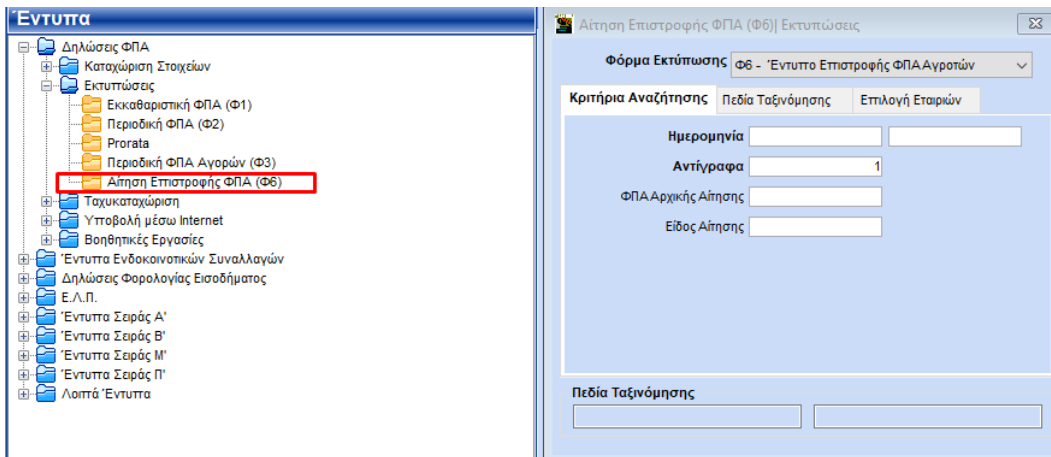 Έντυπα
Δηλώσεις ΦΠΑ
Καταχώριση Στοιχείων
Εκτυπώσεις
Εκκαθαριστική ΦΠΑ (Φ1)
Περιοδική ΦΠΑ (Φ2)
Prorata
Περιοδική ΦΠΑ Αγορών (Φ3)
Αίτηση Επιστροφής ΦΠΑ (Φ6)
Ταχυκαταχώριση
Υποβολή μέσω Internet
Βοηθητικές Εργασίες
Έντυπα Ενδοκοινοτικών Συναλλαγών
Δηλώσεις Φορολογίας Εισοδήματος
Ε.Λ.Π.
Έντυπα Σειράς Α'
Έντυπα Σειράς Β'
Έντυπα Σειράς Μ'
Έντυπα Σειράς Π'
Λοιπά Έντυπα
Αίτηση Επιστροφής ΦΠΑ (Φ6)| Εκτυπώσεις
Φόρμα Εκτύπωσης Φ6 - Έντυπο Επιστροφής ΦΠΑ Αγροτών
Κριτήρια Αναζήτησης Πεδία Ταξινόμησης Επιλογή Εταιριών
Ημερομηνία
Αντίγραφα 1
ΦΠΑ Αρχικής Αίτησης
Είδος Αίτησης
Πεδία Ταξινόμησης